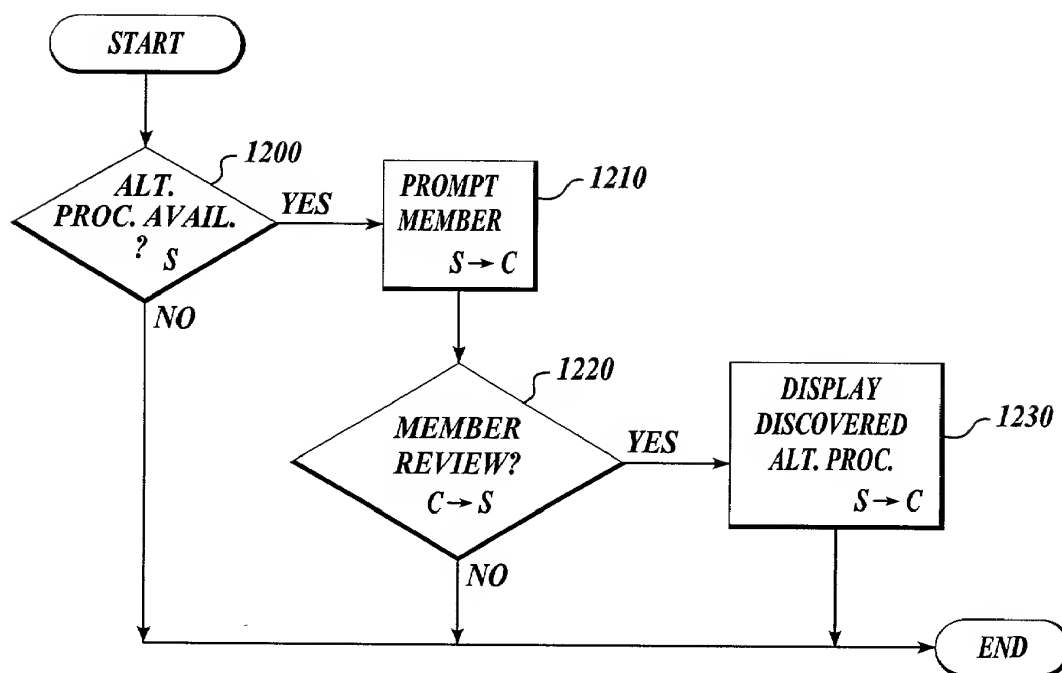 START
1200
ALT.
PROC. AVAIL.
? S
YES
NO
1210
PROMPT
MEMBER
S → C
1220
MEMBER
REVIEW?
C → S
YES
NO
1230
DISPLAY
DISCOVERED
ALT. PROC.
S → C
END